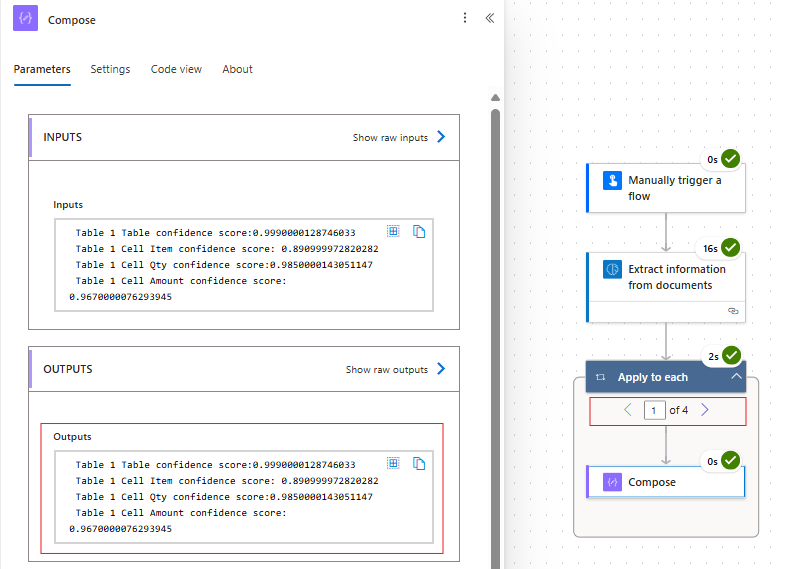 Compose
Parameters Settings Code view About
INPUTS Show raw inputs
Inputs
Table 1 Table confidence score:0.9990000128746033
Table 1 Cell Item confidence score: 0.890999972820282
Table 1 Cell Qty confidence score:0.9850000143051147
Table 1 Cell Amount confidence score:
0.9670000076293945
OUTPUTS Show raw outputs
Outputs
Table 1 Table confidence score:0.9990000128746033
Table 1 Cell Item confidence score: 0.890999972820282
Table 1 Cell Qty confidence score:0.9850000143051147
Table 1 Cell Amount confidence score:
0.9670000076293945
0s
Manually trigger a
flow
16s
Extract information
from documents
2s
Apply to each
1 of 4
0s
Compose